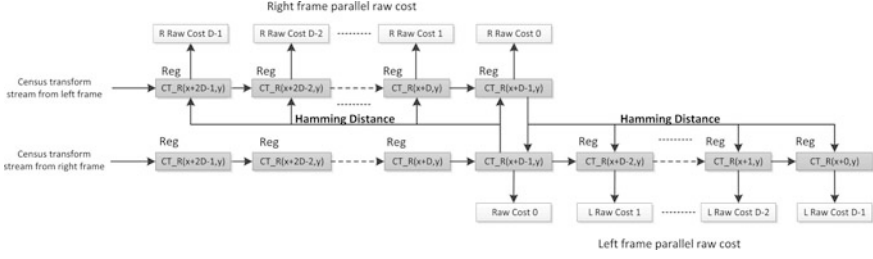 Right frame parallel raw cost
R Raw Cost D-1 R Raw Cost D-2 R Raw Cost 1 R Raw Cost 0
Reg Reg Reg Reg
Census transform
stream from left frame
CT_R(x+2D-1,y) CT_R(x+2D-2,y) CT_R(x+D,y) CT_R(x+D-1,y)
Hamming Distance Hamming Distance
Reg Reg Reg Reg Reg Reg Reg
Census transform
stream from right frame
CT_R(x+2D-1,y) CT_R(x+2D-2,y) CT_R(x+D,y) CT_R(x+D-1,y) CT_R(x+D-2,y) CT_R(x+1,y) CT_R(x+0,y)
Raw Cost 0 L Raw Cost 1 L Raw Cost D-2 L Raw Cost D-1
Left frame parallel raw cost